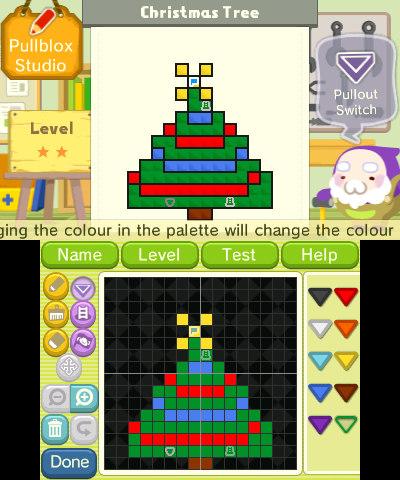 Christmas Tree
Pullblox
Studio
Pullout
Switch
Level
ging the colour in the palette will change the colour
Name
Level
Test
Help
Done